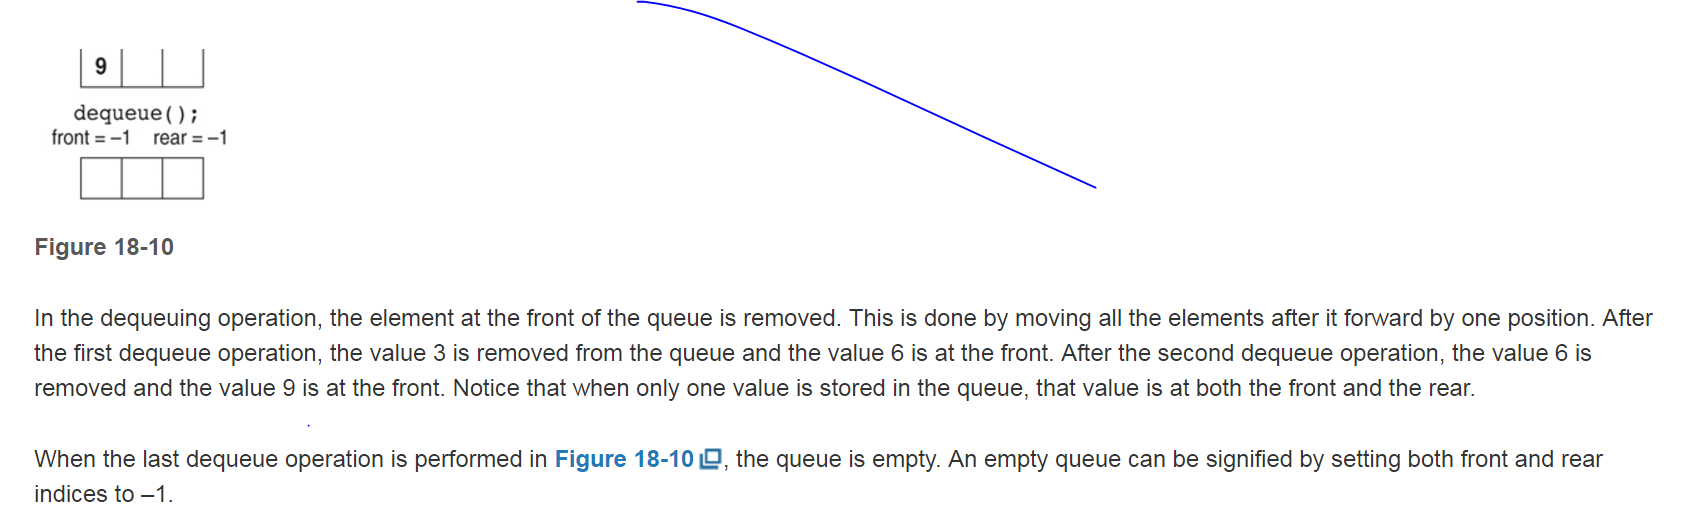 9
dequeue();
front = –1 rear = –1
Figure 18-10
In the dequeuing operation, the element at the front of the queue is removed. This is done by moving all the elements after it forward by one position. After
the first dequeue operation, the value 3 is removed from the queue and the value 6 is at the front. After the second dequeue operation, the value 6 is
removed and the value 9 is at the front. Notice that when only one value is stored in the queue, that value is at both the front and the rear.
When the last dequeue operation is performed in Figure 18-10, the queue is empty. An empty queue can be signified by setting both front and rear
indices to –1.